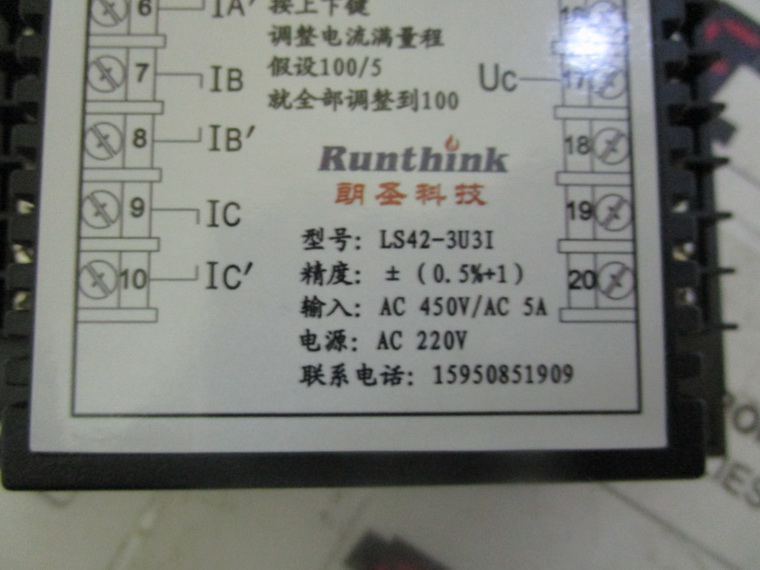 6 IA' 按上下键
调整电流满量程
7 IB 假设100/5 Uc 17
就全部调整到100
8 IB' 18
Runthink
朗圣科技
9 IC 19
型号: LS42-3U3I
10 IC' 精度: ± (0.5%+1) 20
输入: AC 450V/AC 5A
电源: AC 220V
联系电话: 15950851909